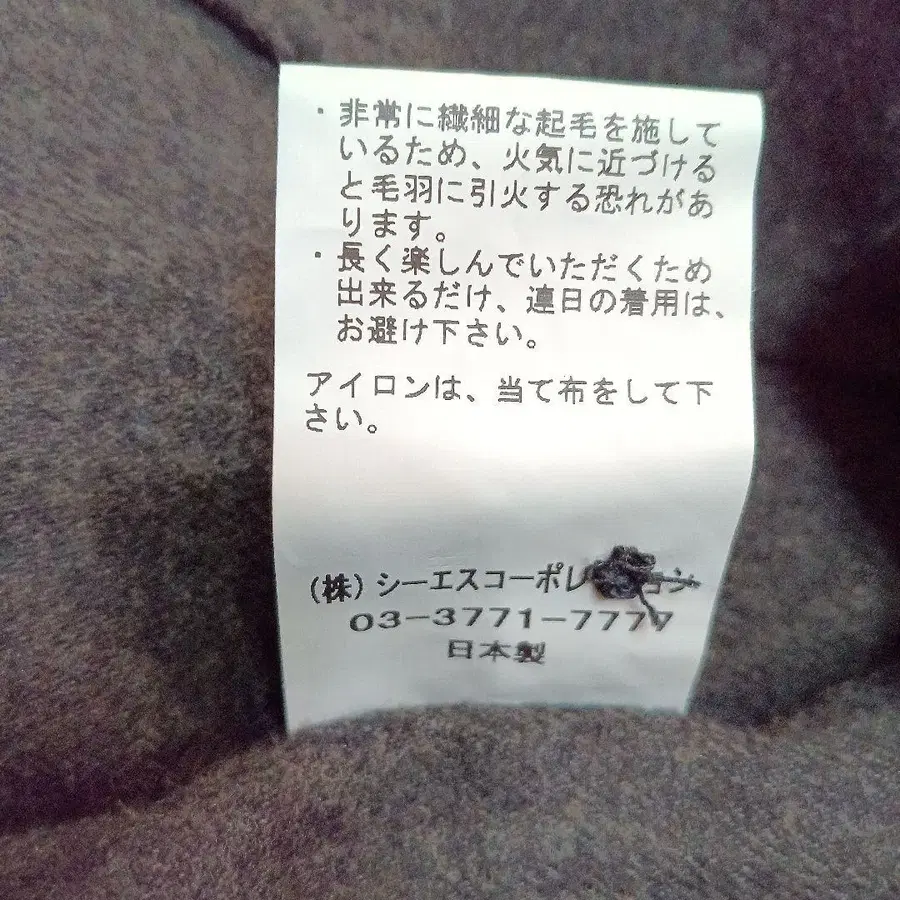 ・非常に繊細な起毛を施して
いるため、火気に近づける
と毛羽に引火する恐れがあ
ります。
・長く楽しんでいただくため
出来るだけ、連日の着用は、
お避け下さい。
アイロンは、当て布をして下
さい。
(株)シーエスコーポレ
03-3771-7777
日本製